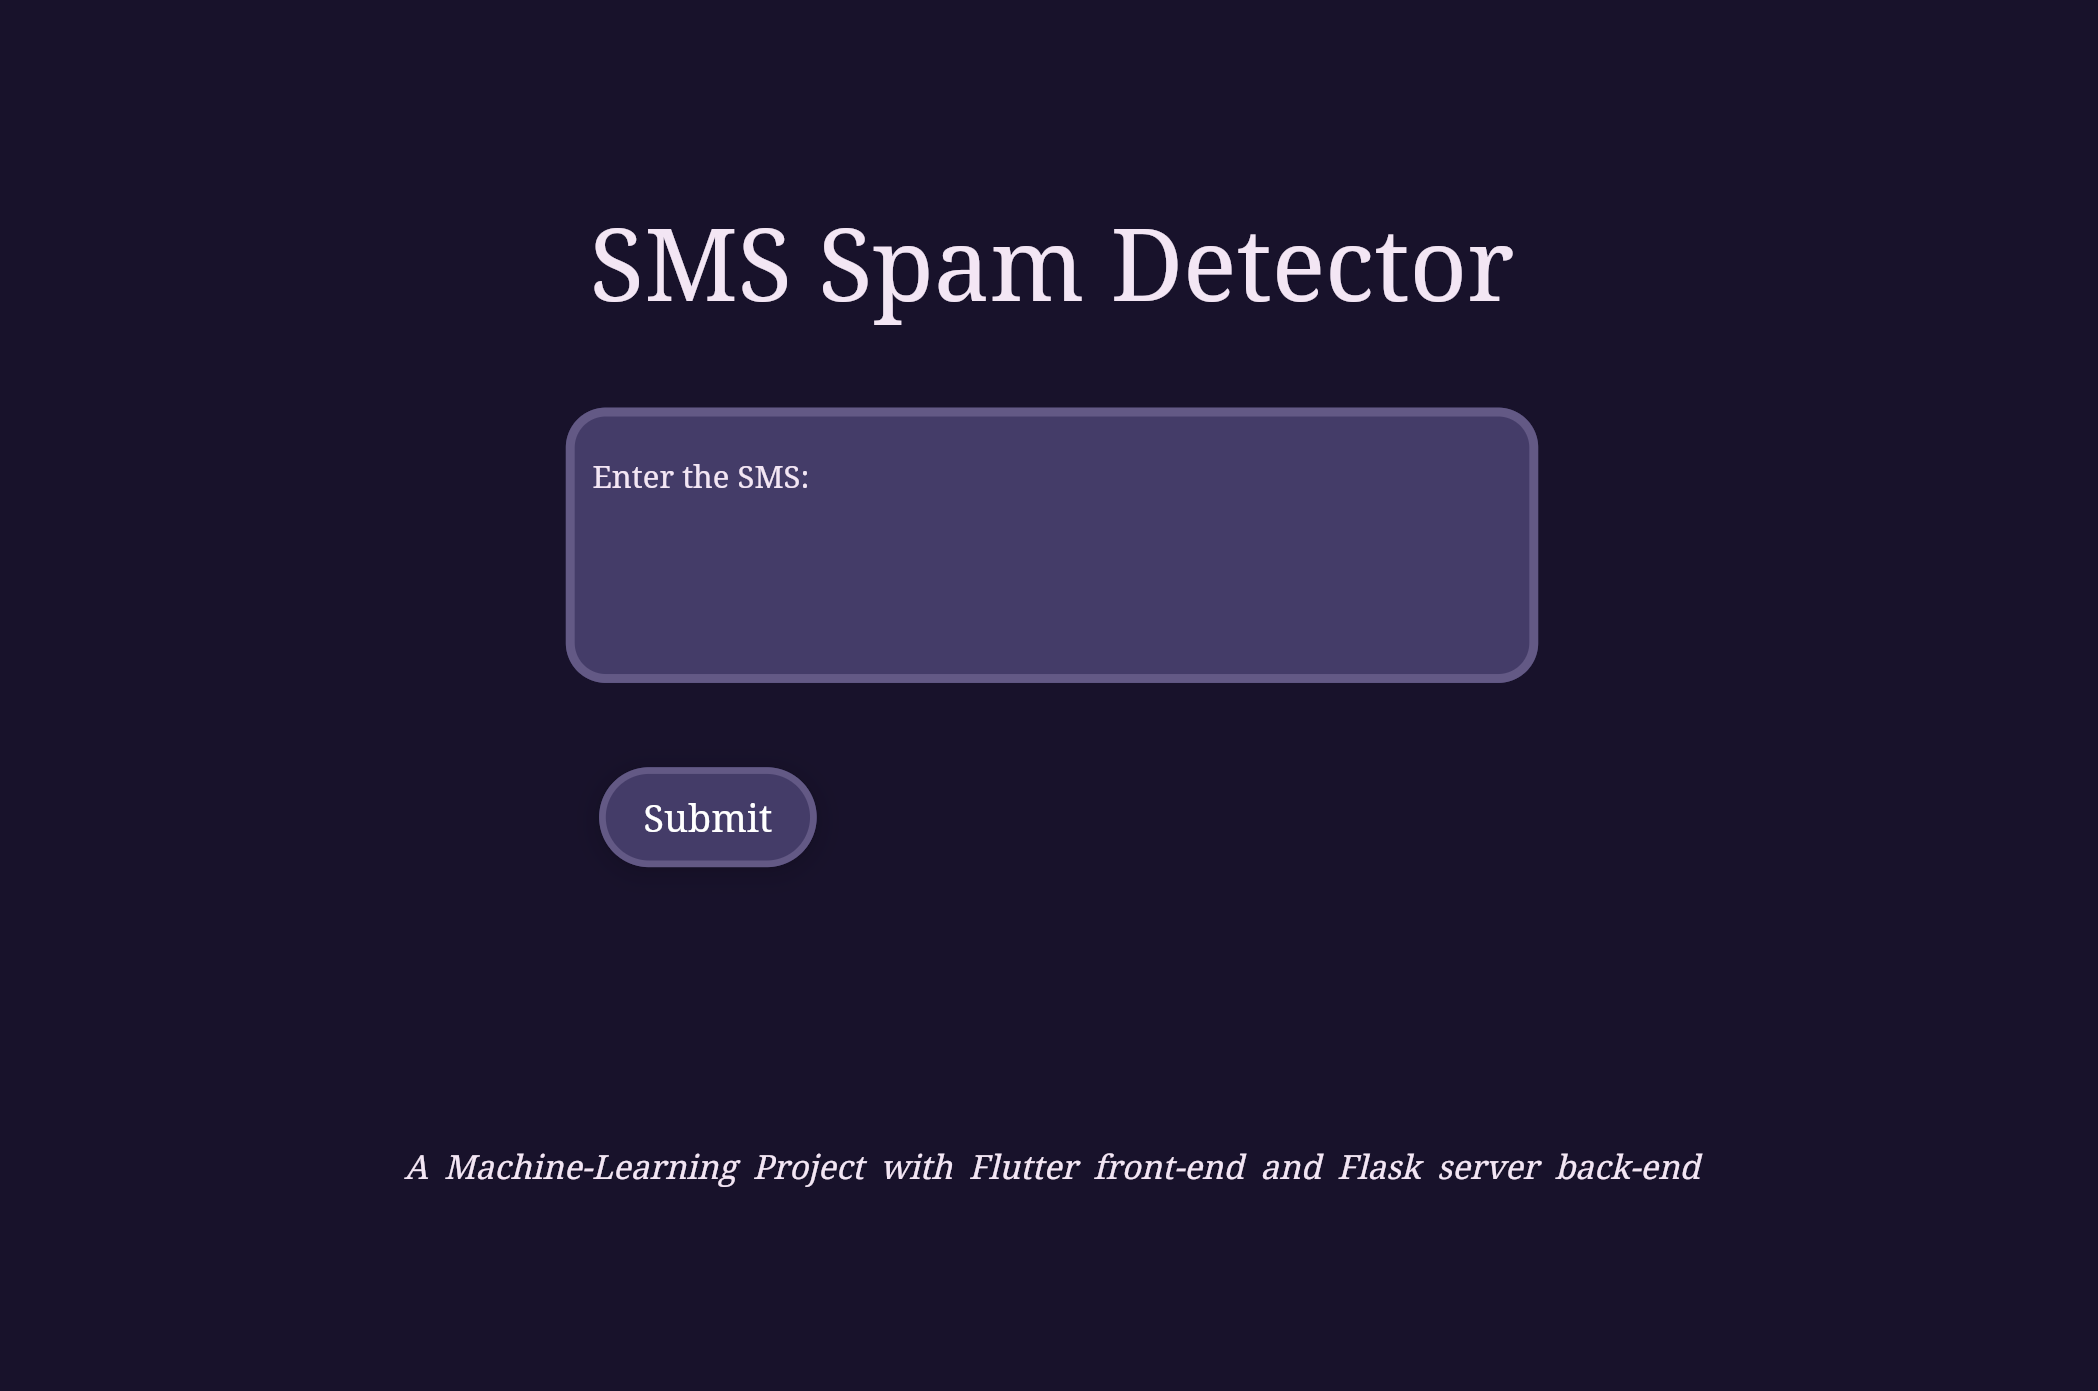 SMS Spam Detector
Enter the SMS:
Submit
A Machine-Learning Project with Flutter front-end and Flask server back-end